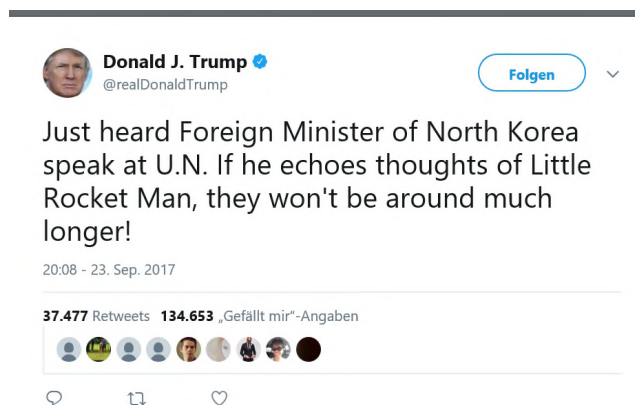 Donald J. Trump
@realDonaldTrump
Folgen
Just heard Foreign Minister of North Korea
speak at U.N. If he echoes thoughts of Little
Rocket Man, they won't be around much
longer!
20:08 - 23. Sep. 2017
37.477 Retweets 134.653 „Gefällt mir“-Angaben